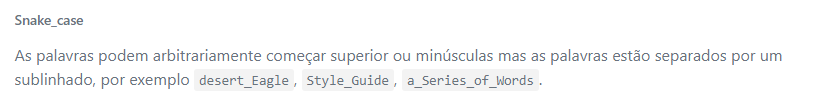 Snake_case
As palavras podem arbitrariamente começar superior ou minúsculas mas as palavras estão separados por um
sublinhado, por exemplo desert_Eagle, Style_Guide, a_Series_of_Words.